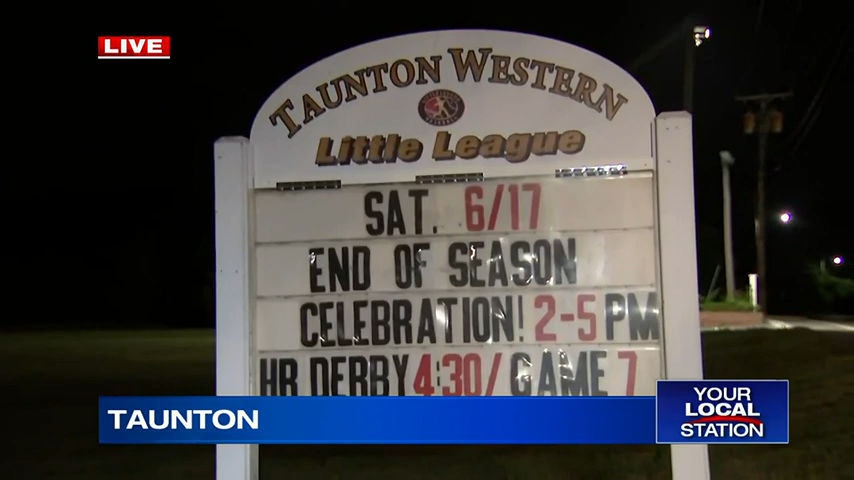 LIVE
TAUNTON WESTERN
Little League
SAT. 6/17
END OF SEASON
CELEBRATION! 2-5 PM
HR DERBY 4:30/ GAME 7
TAUNTON
YOUR
LOCAL
STATION